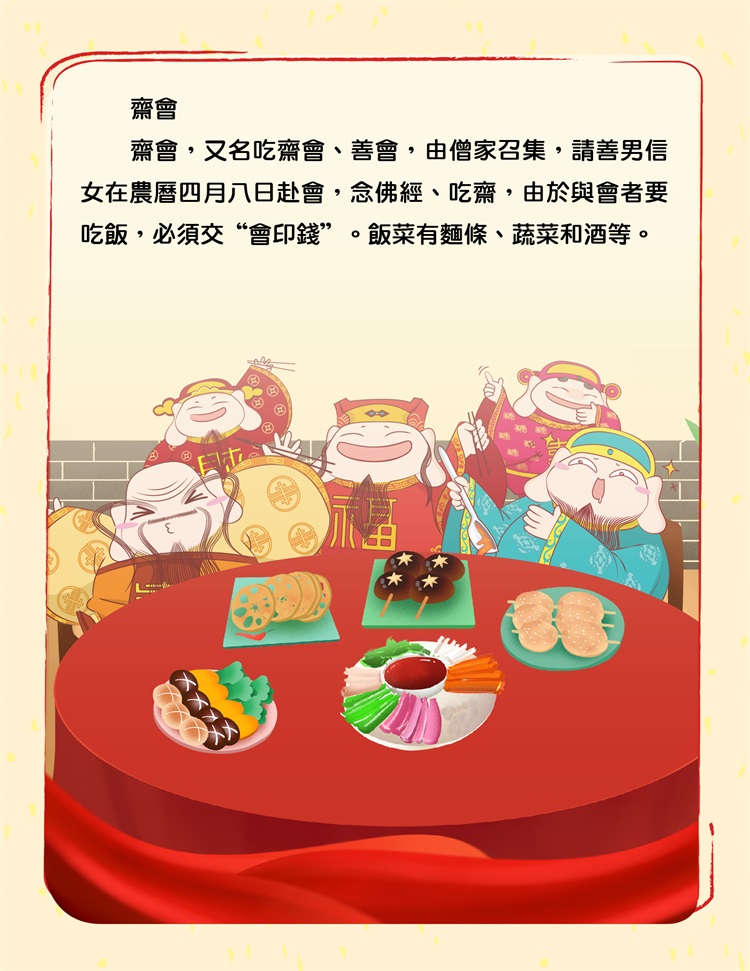 齋會
齋會，又名吃齋會、善會，由僧家召集，請善男信
女在農曆四月八日赴會，念佛經、吃齋，由於與會者要
吃飯，必須交“會印錢”。飯菜有麵條、蔬菜和酒等。
福